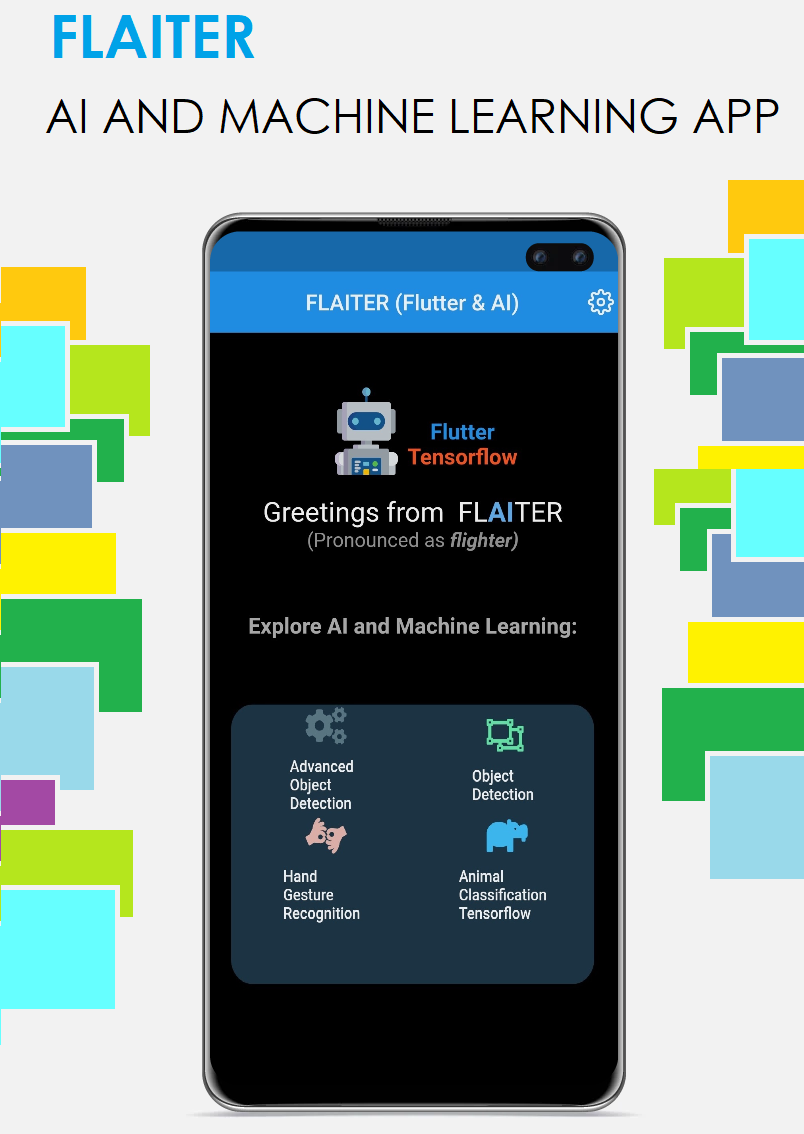 FLAITER
AI AND MACHINE LEARNING APP
FLAITER (Flutter & AI)
Flutter
Tensorflow
Greetings from FLAITER
(Pronounced as flighter)
Explore AI and Machine Learning:
Advanced
Object
Detection
Object
Detection
Hand
Gesture
Recognition
Animal
Classification
Tensorflow